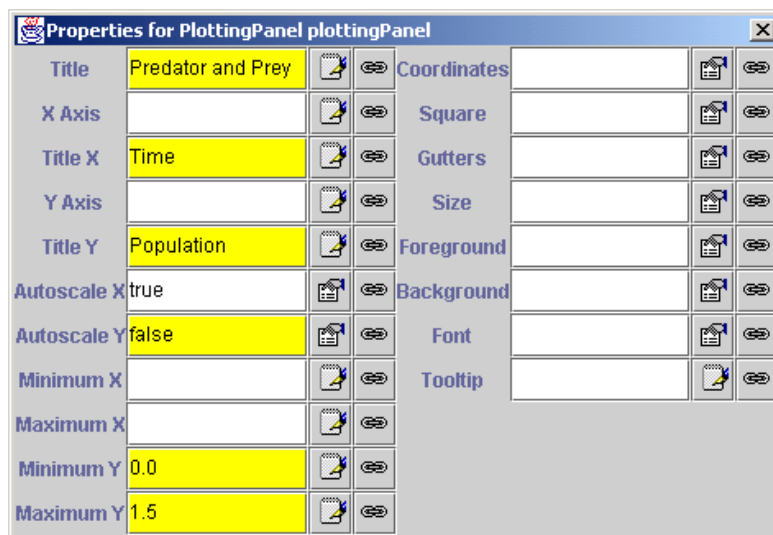 Properties for PlottingPanel plottingPanel
Title Predator and Prey Coordinates
X Axis Square
Title X Time Gutters
Y Axis Size
Title Y Population Foreground
Autoscale X true Background
Autoscale Y false Font
Minimum X Tooltip
Maximum X
Minimum Y 0.0
Maximum Y 1.5